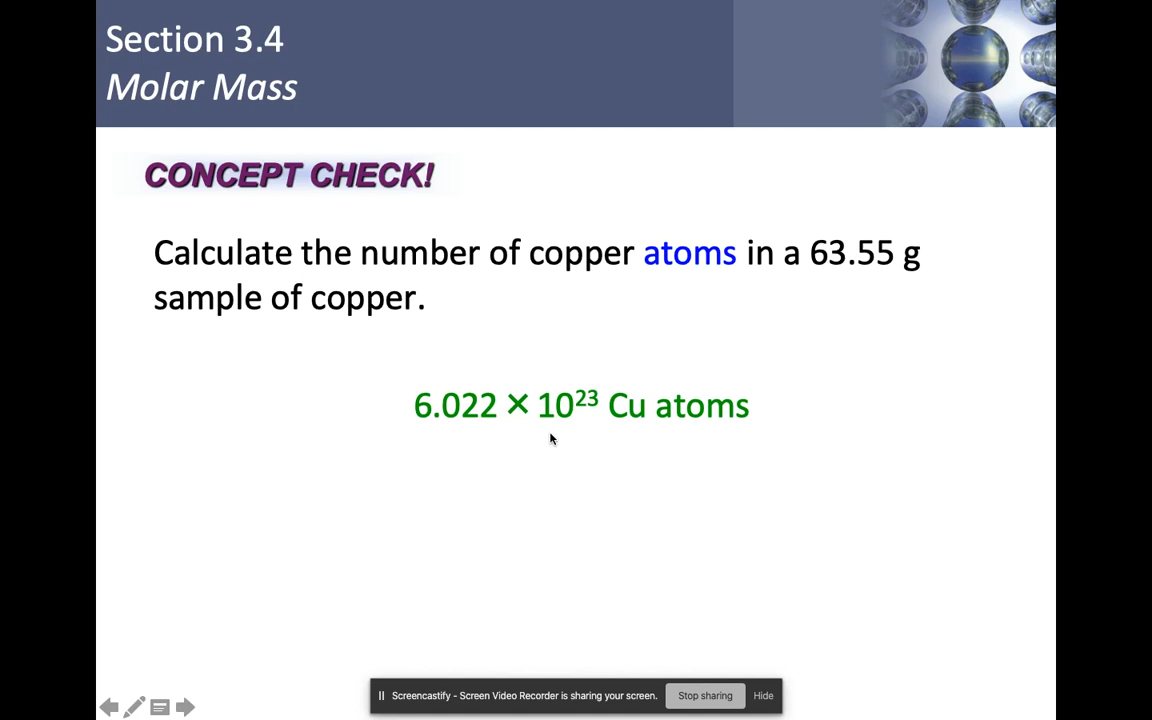 Section 3.4
Molar Mass
CONCEPT CHECK!
Calculate the number of copper atoms in a 63.55 g
sample of copper.
6.022 × 10²³ Cu atoms
Screencastify - Screen Video Recorder is sharing your screen. Stop sharing Hide